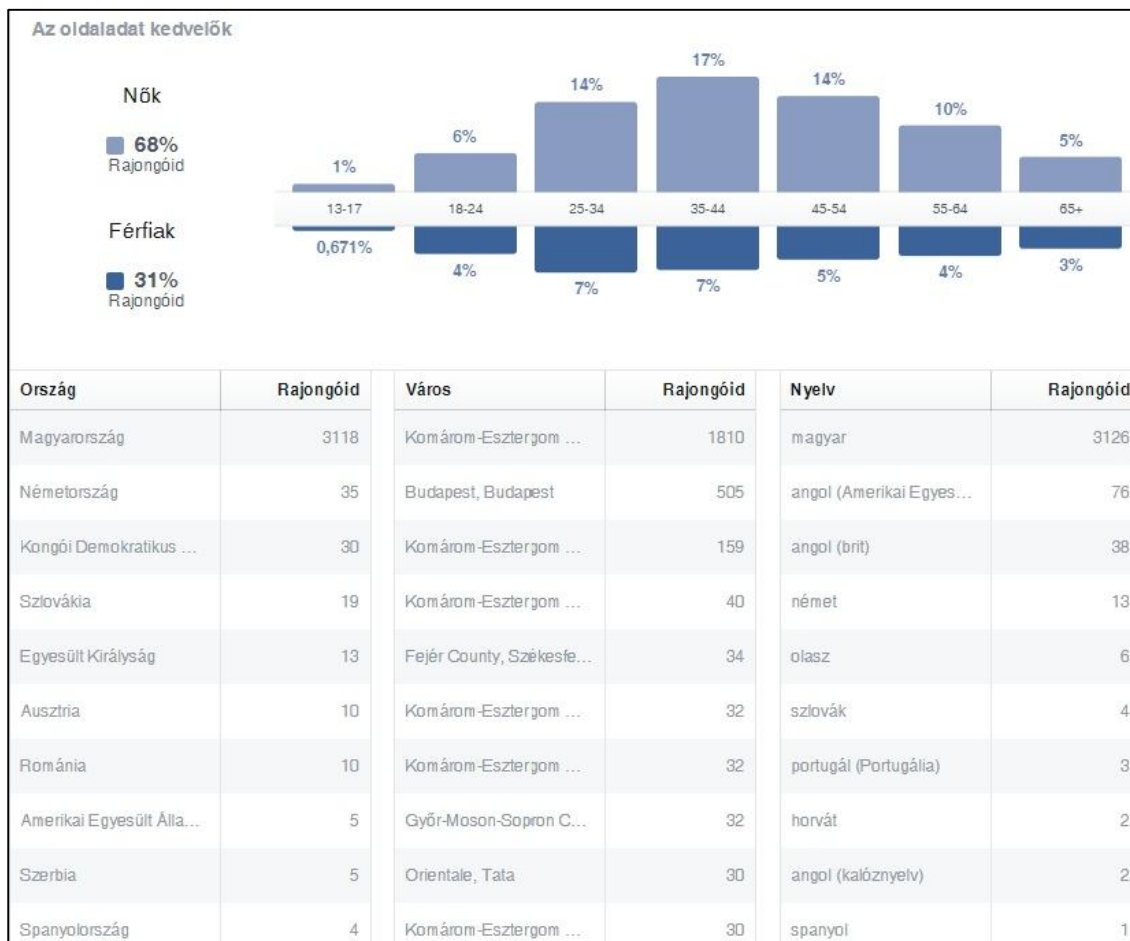 Az oldaladat kedvelők
Nők
68%
Rajongóid
1%
6%
14%
17%
14%
10%
5%
13-17
18-24
25-34
35-44
45-54
55-64
65+
Férfiak
31%
Rajongóid
0,671%
4%
7%
7%
5%
4%
3%
Ország Rajongóid Város Rajongóid Nyelv Rajongóid
Magyarország 3118 Komárom-Esztergom ... 1810 magyar 3126
Németország 35 Budapest, Budapest 505 angol (Amerikai Egyes... 76
Kongói Demokratikus ... 30 Komárom-Esztergom ... 159 angol (brit) 38
Szlovákia 19 Komárom-Esztergom ... 40 német 13
Egyesült Királyság 13 Fejér County, Székesfe... 34 olasz 6
Ausztria 10 Komárom-Esztergom ... 32 szlovák 4
Románia 10 Komárom-Esztergom ... 32 portugál (Portugália) 3
Amerikai Egyesült Álla... 5 Győr-Moson-Sopron C... 32 horvát 2
Szerbia 5 Orientale, Tata 30 angol (kalóznyelv) 2
Spanyolország 4 Komárom-Esztergom ... 30 spanyol 1